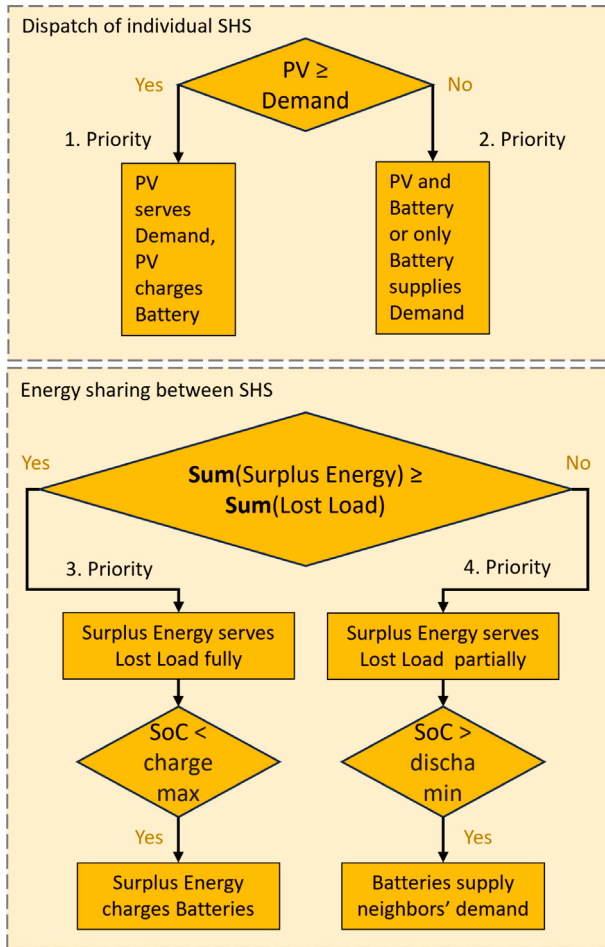 Dispatch of individual SHS
PV ≥
Demand
Yes
No
1. Priority
2. Priority
PV
serves
Demand,
PV
charges
Battery
PV and
Battery
or only
Battery
supplies
Demand
Energy sharing between SHS
Yes
No
Sum(Surplus Energy) ≥
Sum(Lost Load)
3. Priority
4. Priority
Surplus Energy serves
Lost Load fully
Surplus Energy serves
Lost Load partially
SoC <
charge
max
SoC >
discha
min
Yes
Yes
Surplus Energy
charges Batteries
Batteries supply
neighbors’ demand